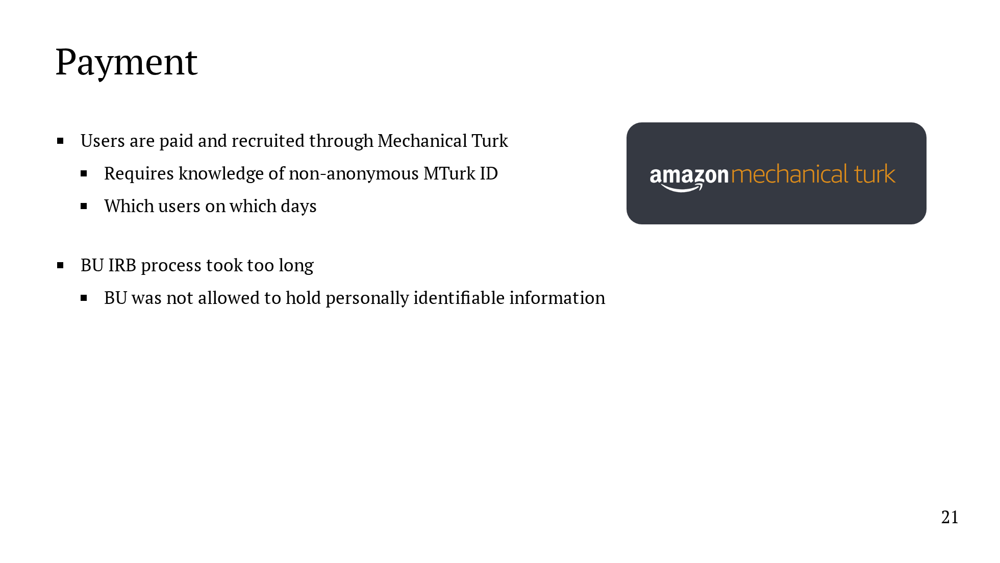 Payment
Users are paid and recruited through Mechanical Turk
Requires knowledge of non-anonymous MTurk ID
Which users on which days
BU IRB process took too long
BU was not allowed to hold personally identifiable information
amazon mechanical turk
21